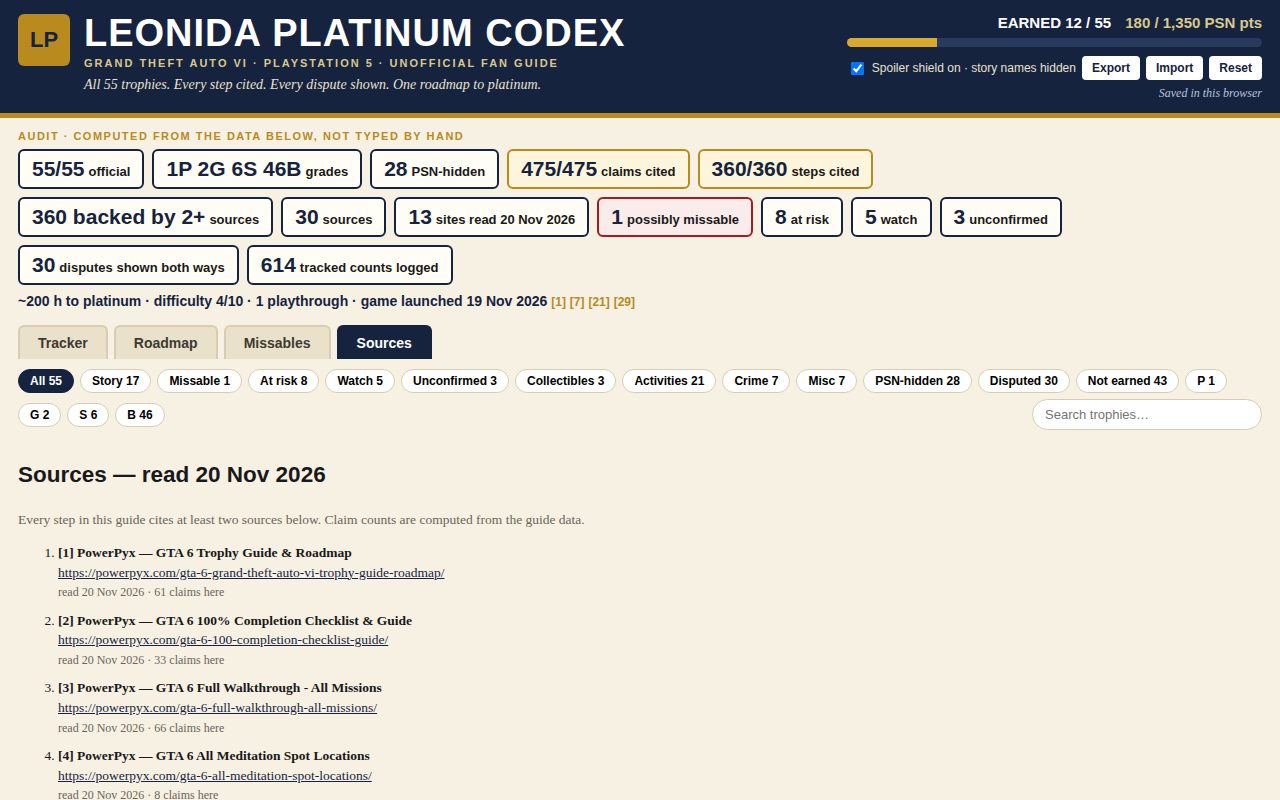 LP
LEONIDA PLATINUM CODEX
GRAND THEFT AUTO VI · PLAYSTATION 5 · UNOFFICIAL FAN GUIDE
All 55 trophies. Every step cited. Every dispute shown. One roadmap to platinum.
EARNED 12 / 55 180 / 1,350 PSN pts
Spoiler shield on · story names hidden Export Import Reset
Saved in this browser
AUDIT · COMPUTED FROM THE DATA BELOW, NOT TYPED BY HAND
55/55 official 1P 2G 6S 46B grades 28 PSN-hidden 475/475 claims cited 360/360 steps cited
360 backed by 2+ sources 30 sources 13 sites read 20 Nov 2026 1 possibly missable 8 at risk 5 watch 3 unconfirmed
30 disputes shown both ways 614 tracked counts logged
~200 h to platinum · difficulty 4/10 · 1 playthrough · game launched 19 Nov 2026 [1] [7] [21] [29]
Tracker Roadmap Missables Sources
All 55 Story 17 Missable 1 At risk 8 Watch 5 Unconfirmed 3 Collectibles 3 Activities 21 Crime 7 Misc 7 PSN-hidden 28 Disputed 30 Not earned 43 P 1
G 2 S 6 B 46 Search trophies…
Sources — read 20 Nov 2026
Every step in this guide cites at least two sources below. Claim counts are computed from the guide data.
1. [1] PowerPyx — GTA 6 Trophy Guide & Roadmap
https://powerpyx.com/gta-6-grand-theft-auto-vi-trophy-guide-roadmap/
read 20 Nov 2026 · 61 claims here
2. [2] PowerPyx — GTA 6 100% Completion Checklist & Guide
https://powerpyx.com/gta-6-100-completion-checklist-guide/
read 20 Nov 2026 · 33 claims here
3. [3] PowerPyx — GTA 6 Full Walkthrough - All Missions
https://powerpyx.com/gta-6-full-walkthrough-all-missions/
read 20 Nov 2026 · 66 claims here
4. [4] PowerPyx — GTA 6 All Meditation Spot Locations
https://powerpyx.com/gta-6-all-meditation-spot-locations/
read 20 Nov 2026 · 8 claims here